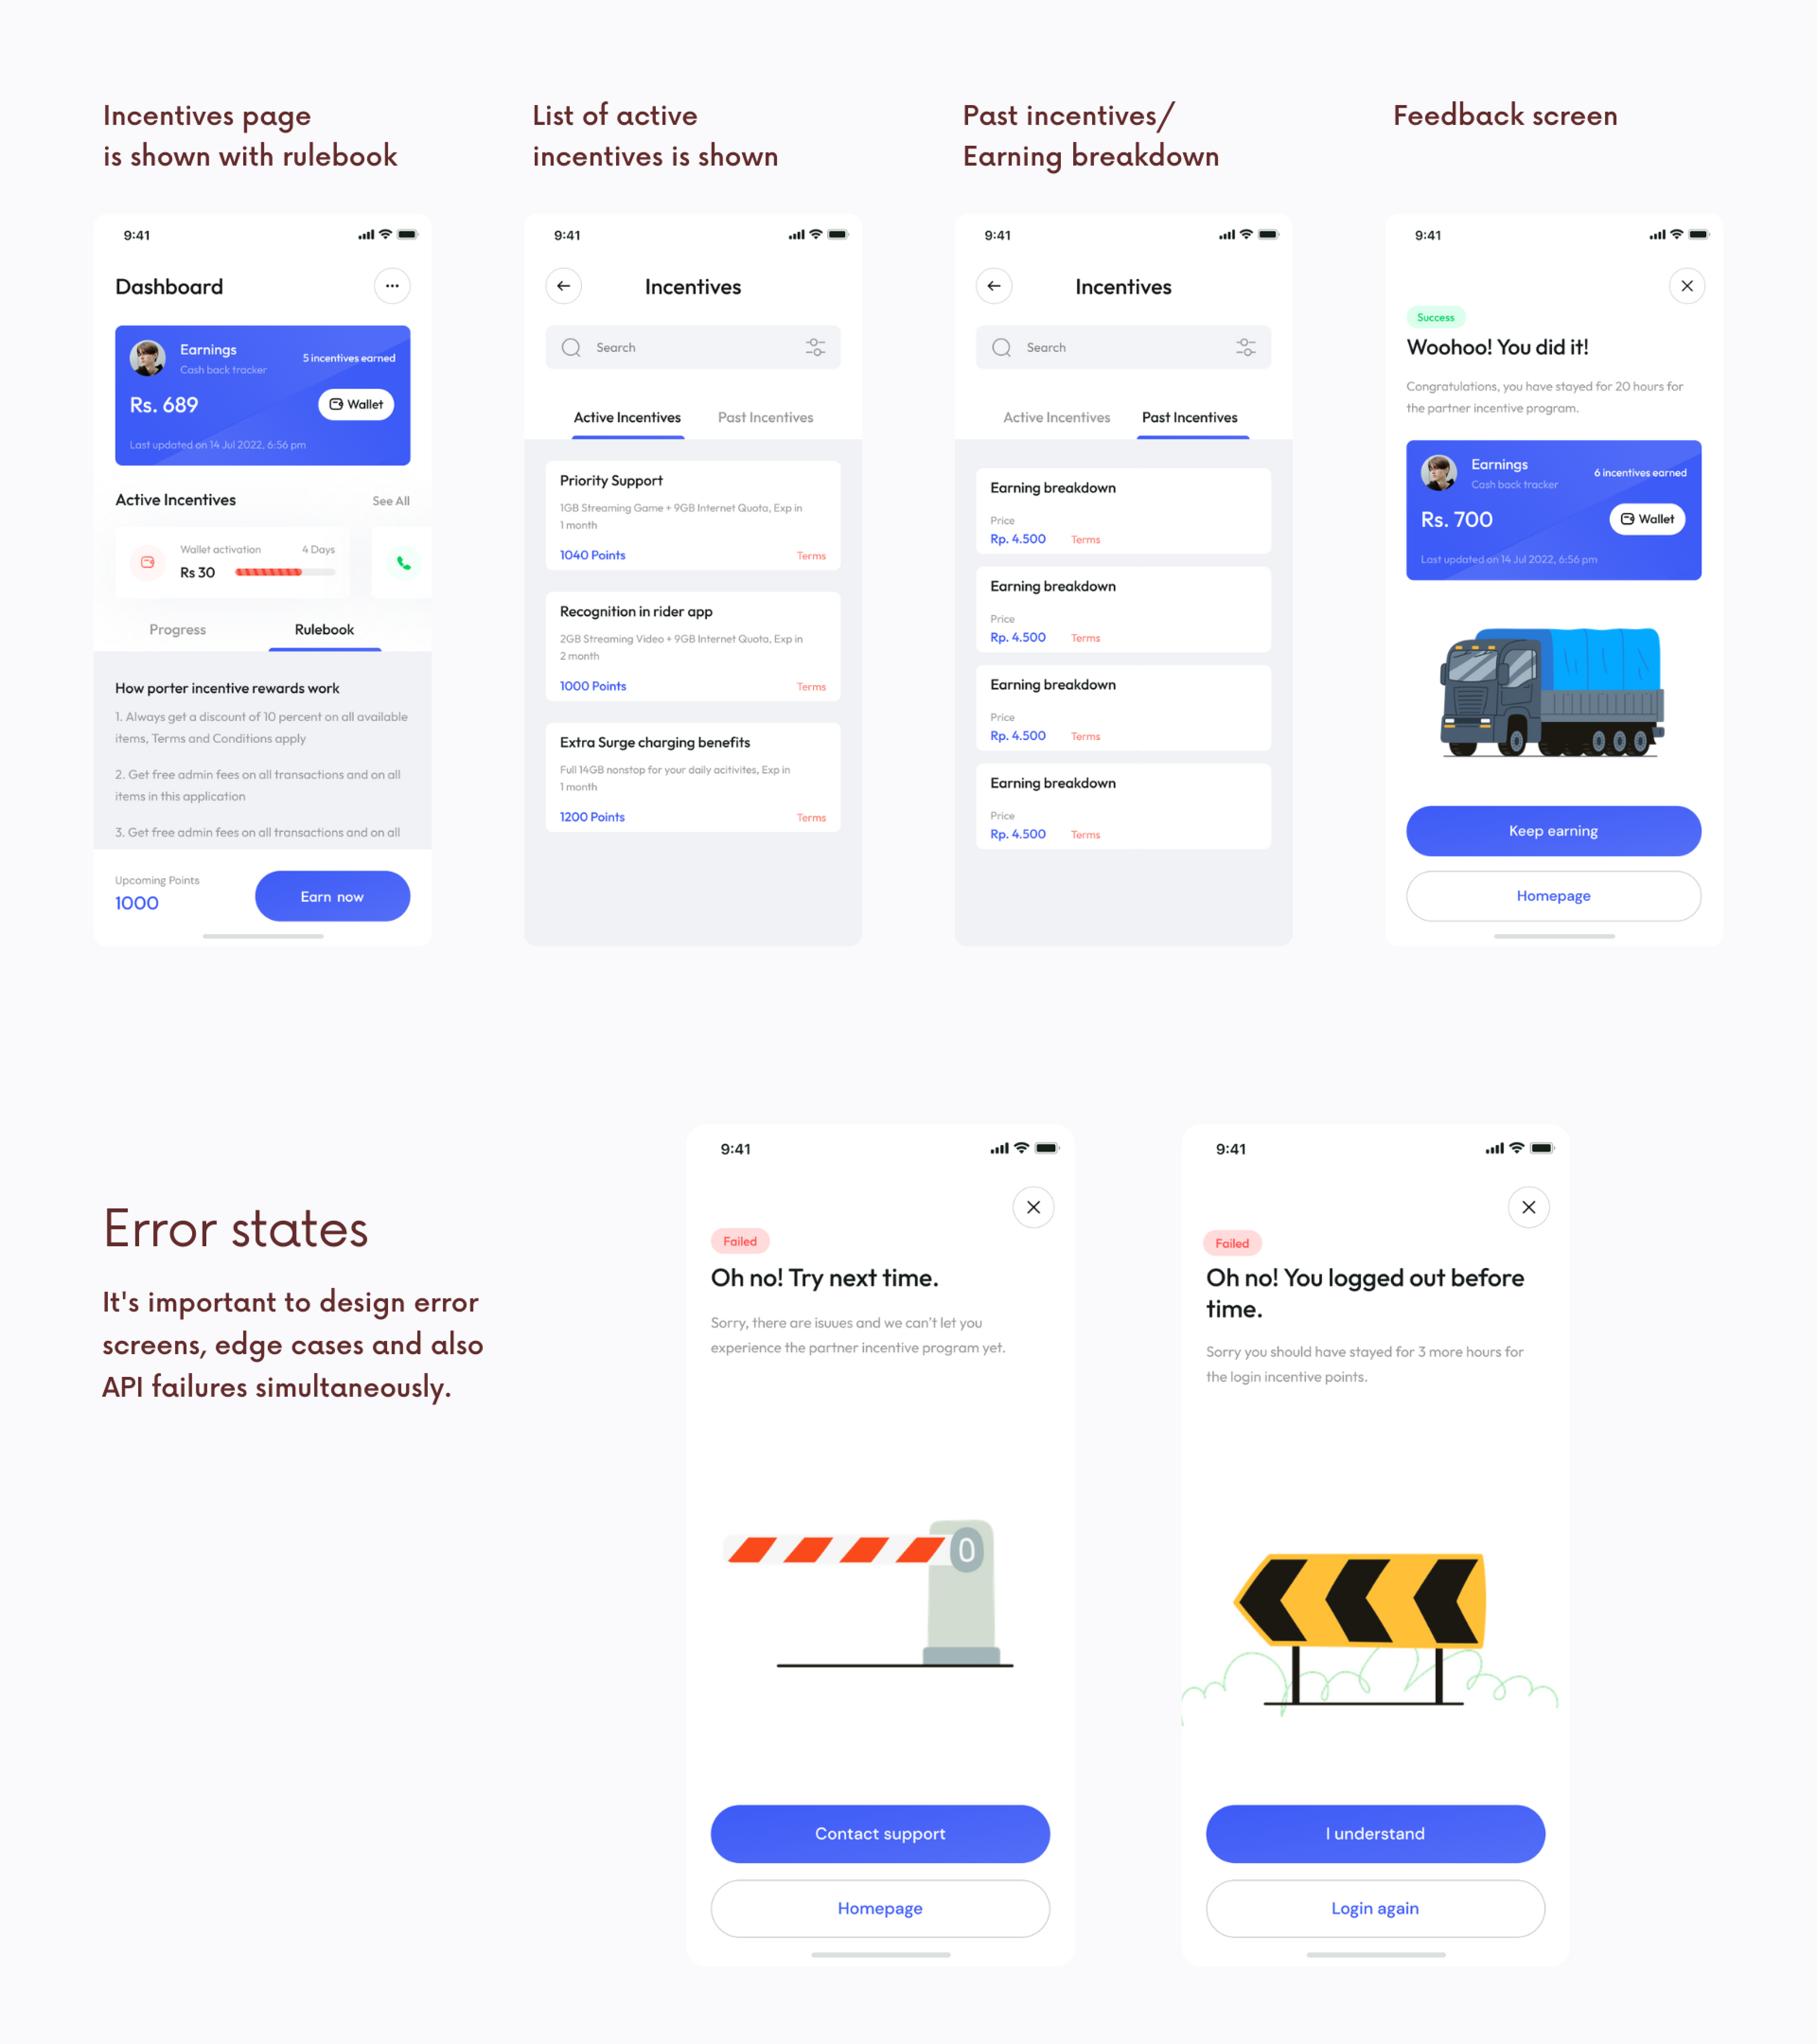 Incentives page
is shown with rulebook
List of active
incentives is shown
Past incentives/
Earning breakdown
Feedback screen
9:41
Dashboard
Earnings
Cash back tracker
5 incentives earned
Rs. 689
Wallet
Last updated on 14 Jul 2022, 6:56 pm
Active Incentives
See All
Wallet activation
4 Days
Rs 30
Progress
Rulebook
How porter incentive rewards work
1. Always get a discount of 10 percent on all available
items, Terms and Conditions apply
2. Get free admin fees on all transactions and on all
items in this application
3. Get free admin fees on all transactions and on all
Upcoming Points
1000
Earn now
9:41
Incentives
Search
Active Incentives
Past Incentives
Priority Support
1GB Streaming Game + 9GB Internet Quota, Exp in
1 month
1040 Points
Terms
Recognition in rider app
2GB Streaming Video + 9GB Internet Quota, Exp in
2 month
1000 Points
Terms
Extra Surge charging benefits
Full 14GB nonstop for your daily acitivites, Exp in
1 month
1200 Points
Terms
9:41
Incentives
Search
Active Incentives
Past Incentives
Earning breakdown
Price
Rp. 4.500
Terms
Earning breakdown
Price
Rp. 4.500
Terms
Earning breakdown
Price
Rp. 4.500
Terms
Earning breakdown
Price
Rp. 4.500
Terms
9:41
Success
Woohoo! You did it!
Congratulations, you have stayed for 20 hours for
the partner incentive program.
Earnings
Cash back tracker
6 incentives earned
Rs. 700
Wallet
Last updated on 14 Jul 2022, 6:56 pm
Keep earning
Homepage
Error states
It's important to design error
screens, edge cases and also
API failures simultaneously.
9:41
Failed
Oh no! Try next time.
Sorry, there are isuues and we can't let you
experience the partner incentive program yet.
0
Contact support
Homepage
9:41
Failed
Oh no! You logged out before
time.
Sorry you should have stayed for 3 more hours for
the login incentive points.
I understand
Login again